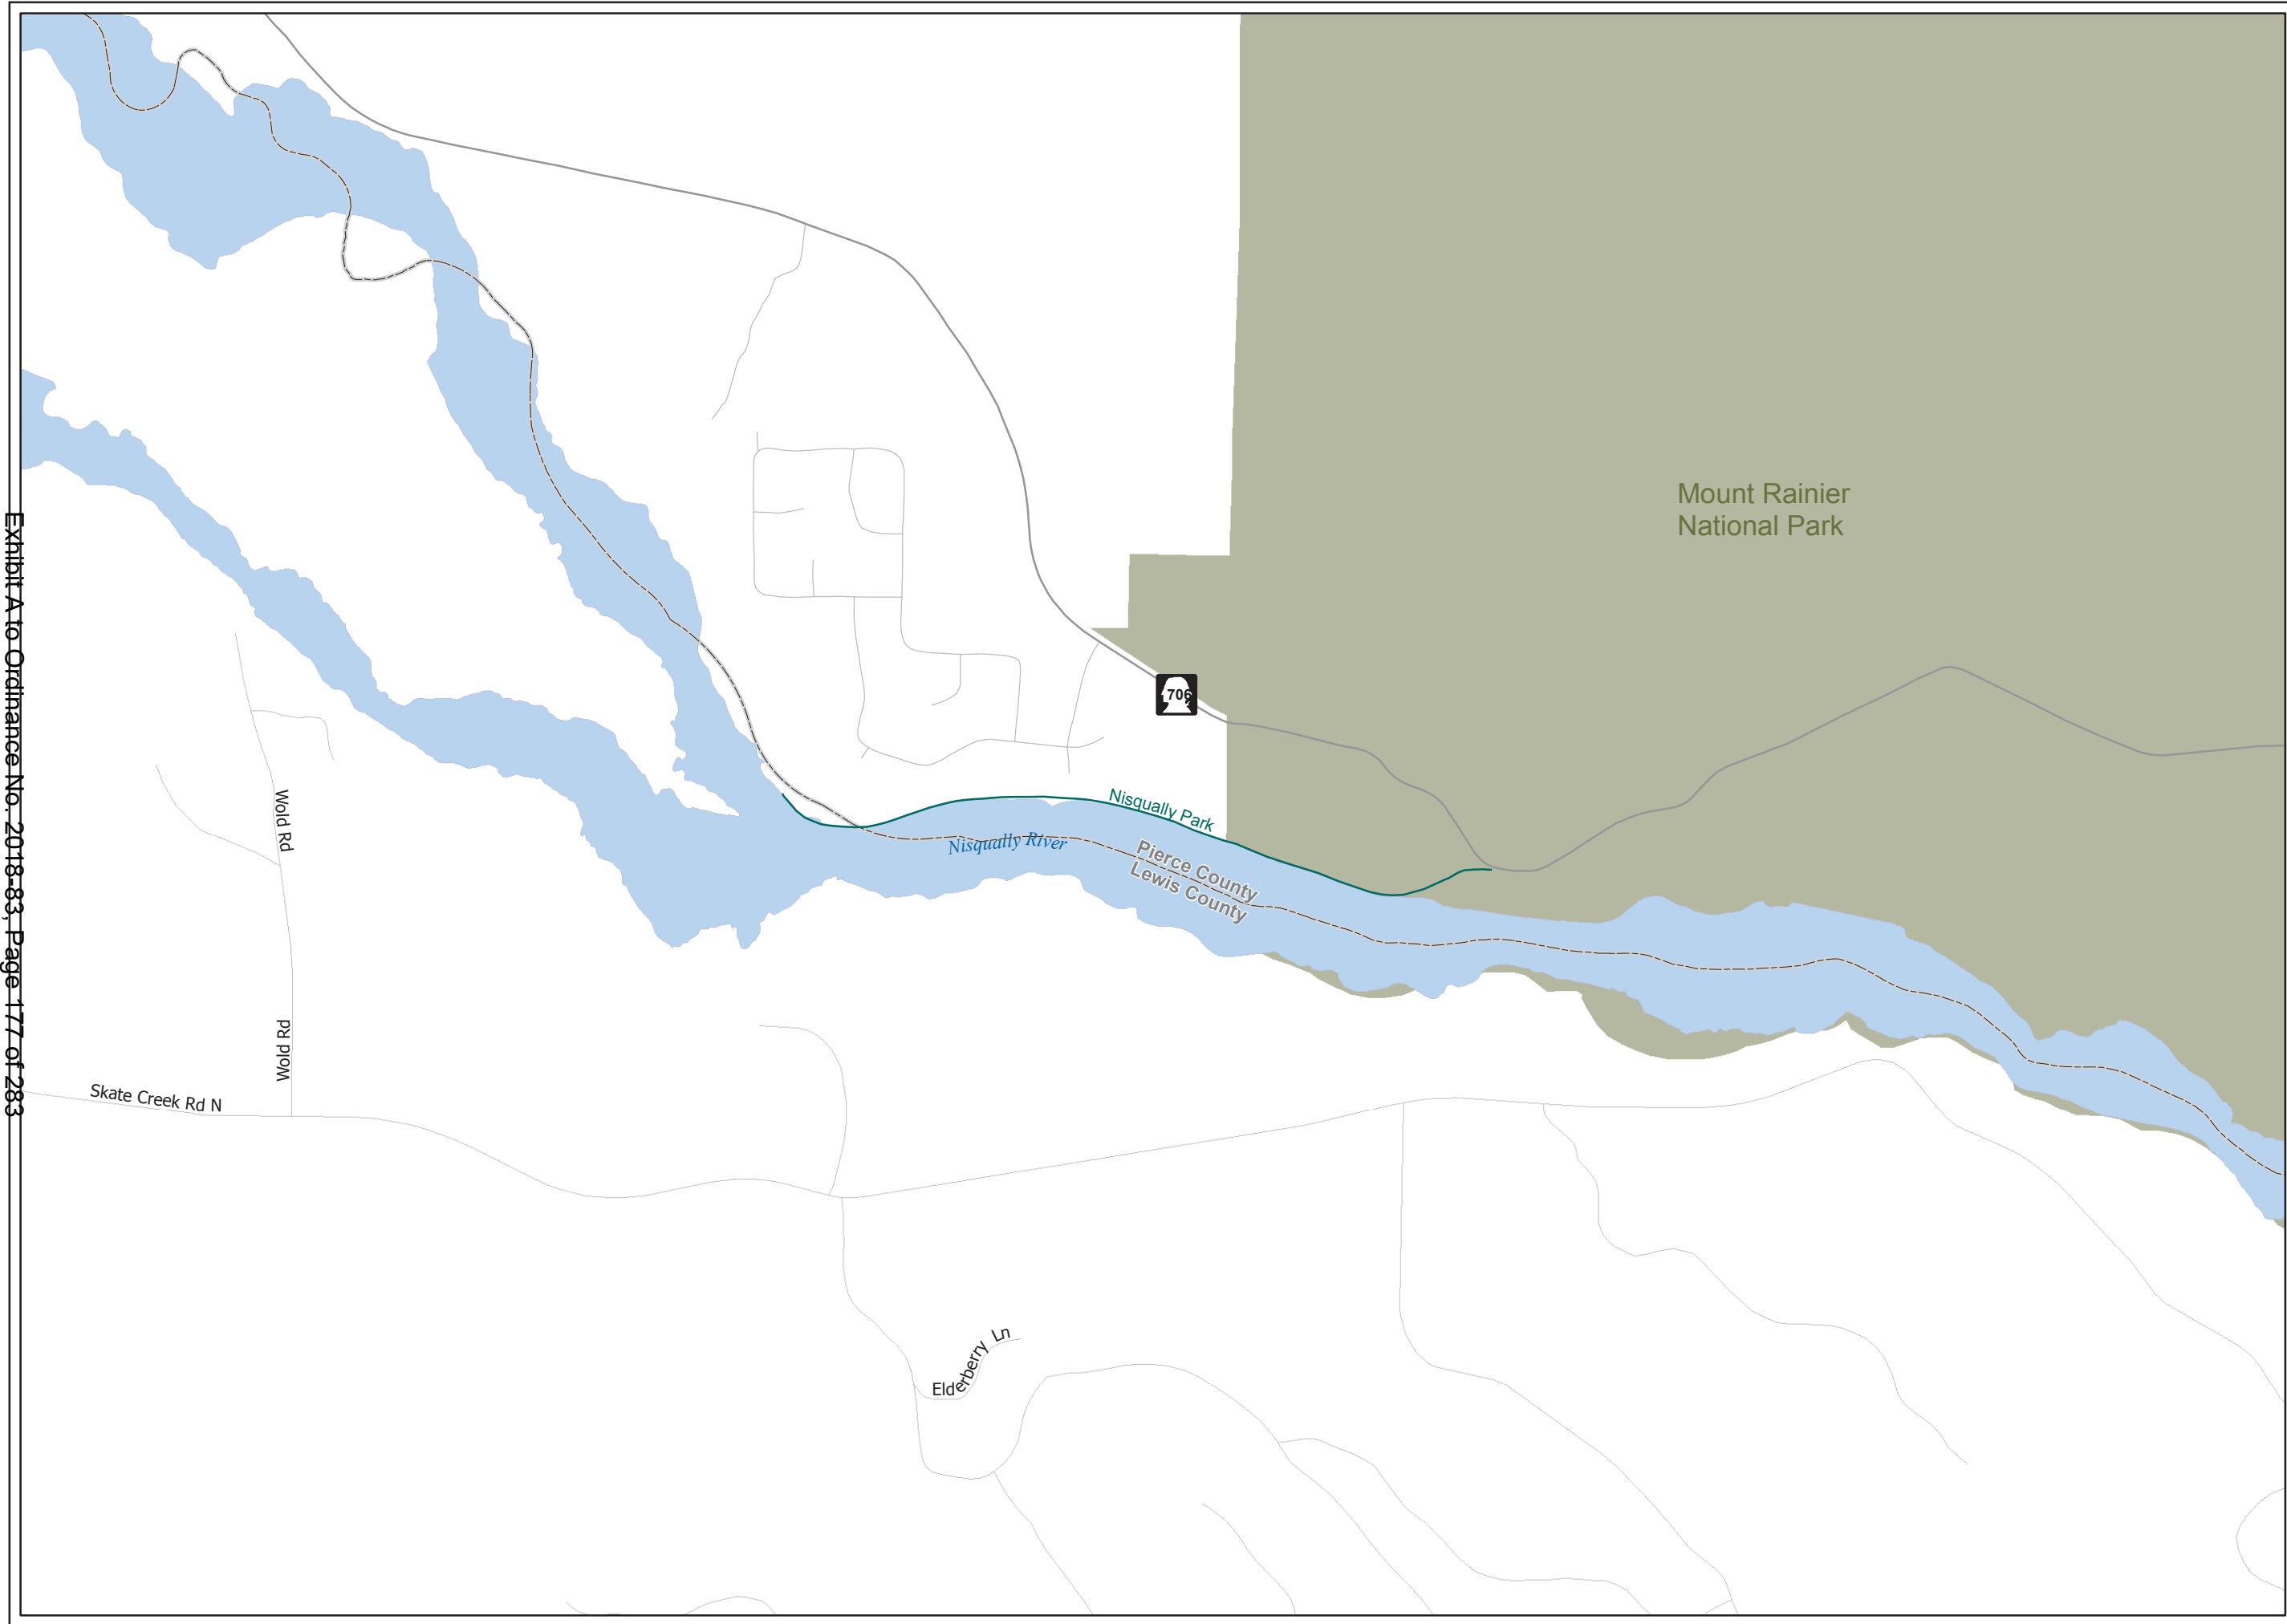 Mount Rainier
National Park
706
Nisqually Park
Nisqually River
Pierce County
Lewis County
Wold Rd
Wold Rd
Skate Creek Rd N
Elderberry Ln
Exhibit A to Ordinance No. 2018-83, Page 177 of 283